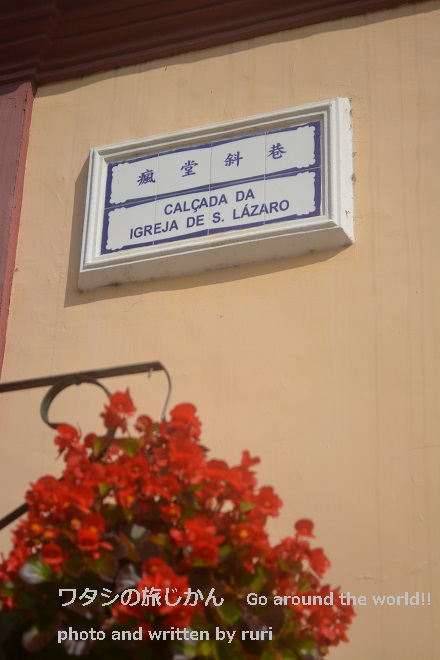 瘋堂斜巷
CALÇADA DA
IGREJA DE S. LÁZARO
ワタシの旅じかん Go around the world!!
photo and written by ruri